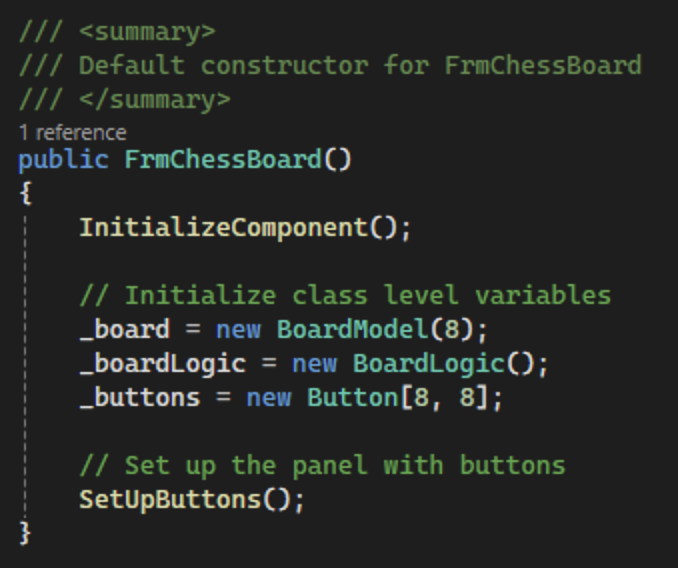 /// <summary>
/// Default constructor for FrmChessBoard
/// </summary>
1 reference
public FrmChessBoard()
{
    InitializeComponent();

    // Initialize class level variables
    _board = new BoardModel(8);
    _boardLogic = new BoardLogic();
    _buttons = new Button[8, 8];

    // Set up the panel with buttons
    SetUpButtons();
}